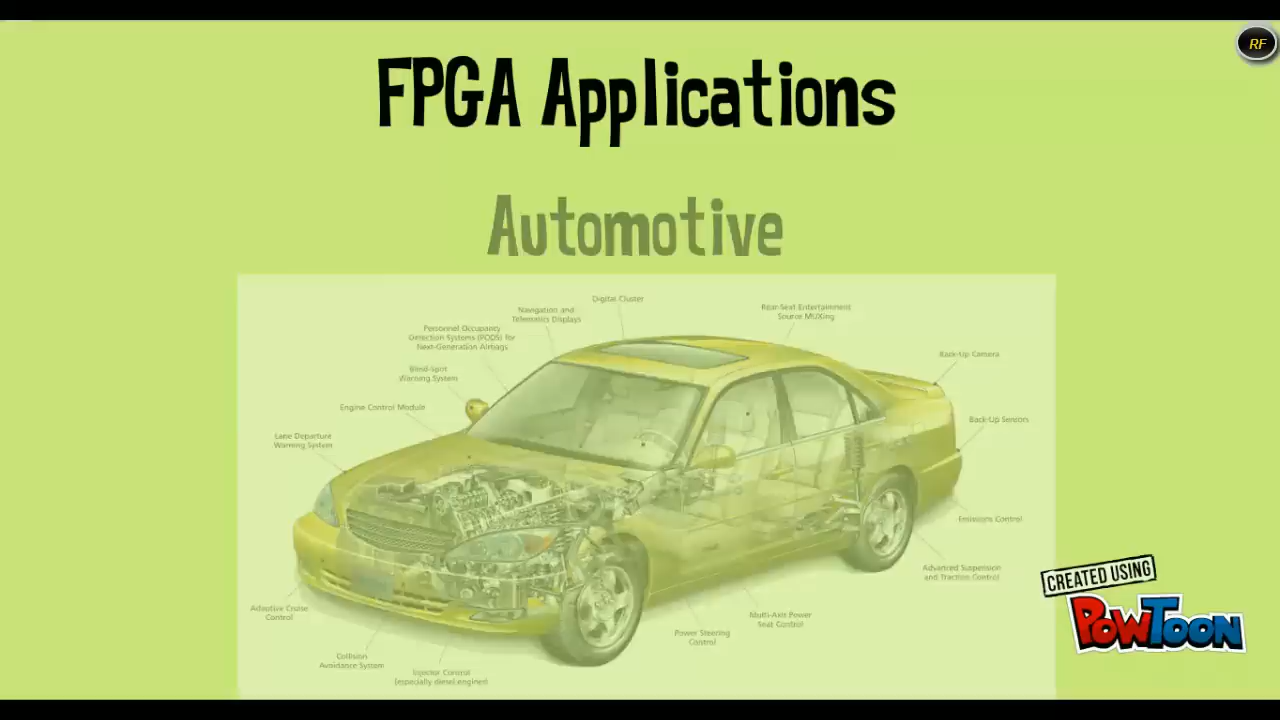 RF
FPGA Applications
Automotive
Digital Cluster
Navigation and
Telematics Displays
Rear-Seat Entertainment
Source MUXing
Personnel Occupancy
Detection Systems (PODS) for
Next-Generation Airbags
Back-Up Camera
Blind-Spot
Warning System
Engine Control Module
Back-Up Sensors
Lane Departure
Warning System
Emissions Control
Advanced Suspension
and Traction Control
CREATED USING
POWTOON
Adaptive Cruise
Control
Multi-Axis Power
Seat Control
Power Steering
Control
Collision
Avoidance System
Injector Control
(especially diesel engines)